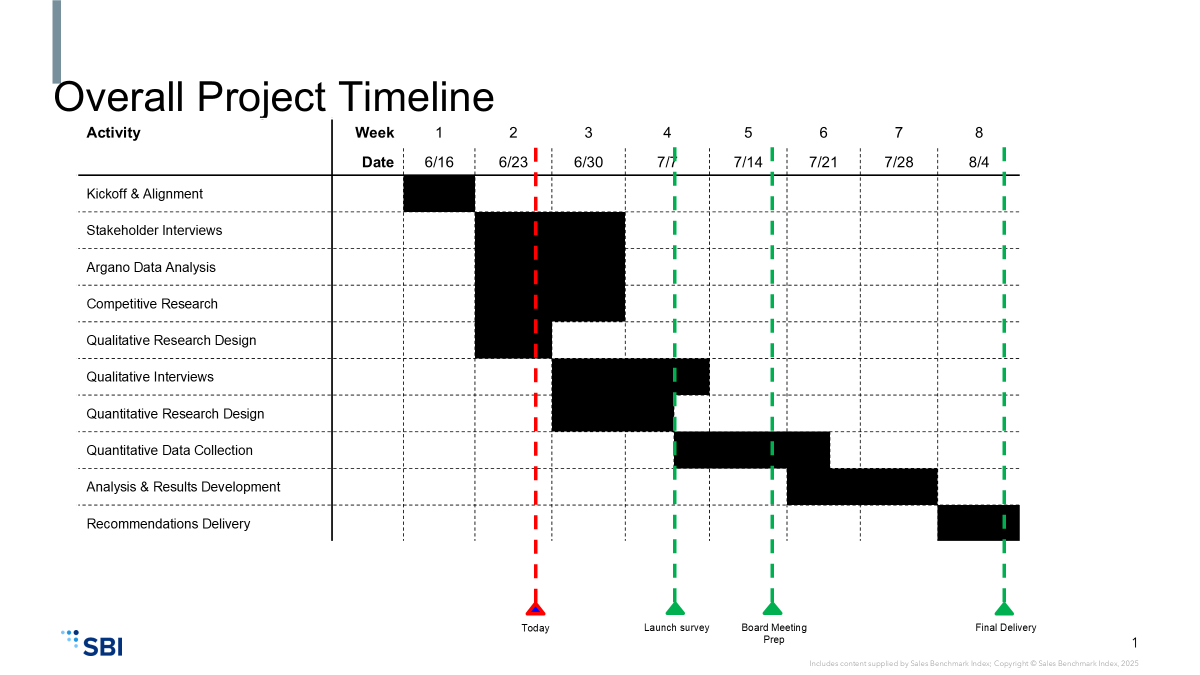 Overall Project Timeline
Activity Week 1 2 3 4 5 6 7 8
Date 6/16 6/23 6/30 7/7 7/14 7/21 7/28 8/4
Kickoff & Alignment
Stakeholder Interviews
Argano Data Analysis
Competitive Research
Qualitative Research Design
Qualitative Interviews
Quantitative Research Design
Quantitative Data Collection
Analysis & Results Development
Recommendations Delivery
Today Launch survey Board Meeting Final Delivery
Prep
SBI
1
Includes content supplied by Sales Benchmark Index; Copyright © Sales Benchmark Index, 2025